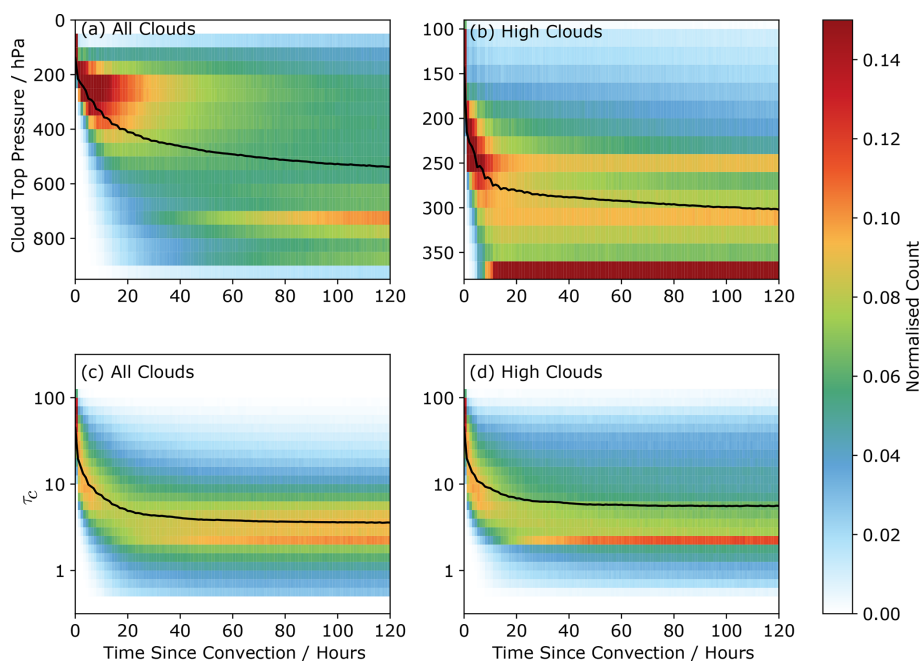 (a) All Clouds
(b) High Clouds
Cloud Top Pressure / hPa
0
200
400
600
800
0 20 40 60 80 100 120
100
150
200
250
300
350
0 20 40 60 80 100 120
(c) All Clouds
(d) High Clouds
τc
100
10
1
0 20 40 60 80 100 120
Time Since Convection / Hours
100
10
1
0 20 40 60 80 100 120
Time Since Convection / Hours
0.14
0.12
0.10
0.08
0.06
0.04
0.02
0.00
Normalised Count